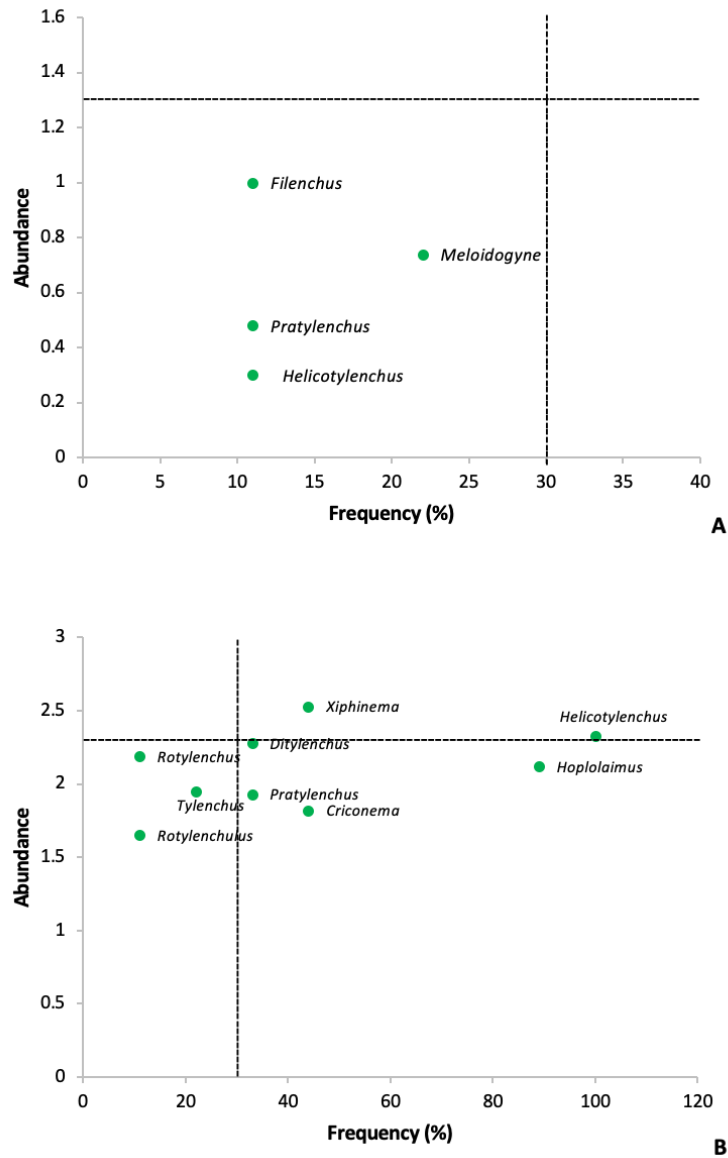 1.6
1.4
1.2
1
0.8
0.6
0.4
0.2
0
Abundance
Filenchus
Meloidogyne
Pratylenchus
Helicotylenchus
0 5 10 15 20 25 30 35 40
Frequency (%)
A
3
2.5
2
1.5
1
0.5
0
Abundance
Xiphinema
Helicotylenchus
Ditylenchus
Rotylenchus
Hoplolaimus
Pratylenchus
Tylenchus
Criconema
Rotylenchulus
0 20 40 60 80 100 120
Frequency (%)
B